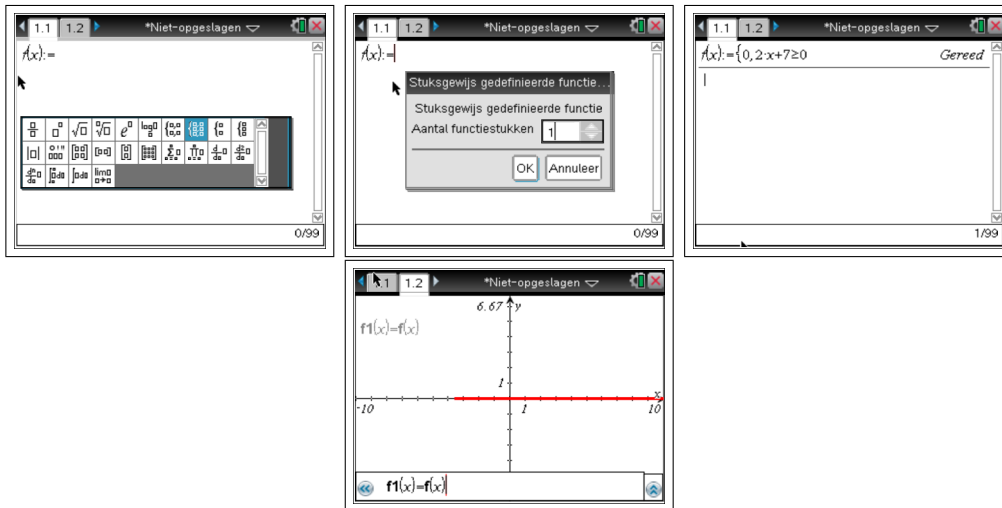 1.1 1.2 *Niet-opgeslagen
f(x):=
0/99
1.1 1.2 *Niet-opgeslagen
f(x):=
Stuksgewijs gedefinieerde functie...
Stuksgewijs gedefinieerde functie
Aantal functiestukken 1
OK Annuleer
0/99
1.1 1.2 *Niet-opgeslagen
f(x):={0, 2·x+7≥0 Gereed
1/99
1.1 1.2 *Niet-opgeslagen
6.67 y
f1(x)=f(x)
1
x
-10 1 10
f1(x)=f(x)